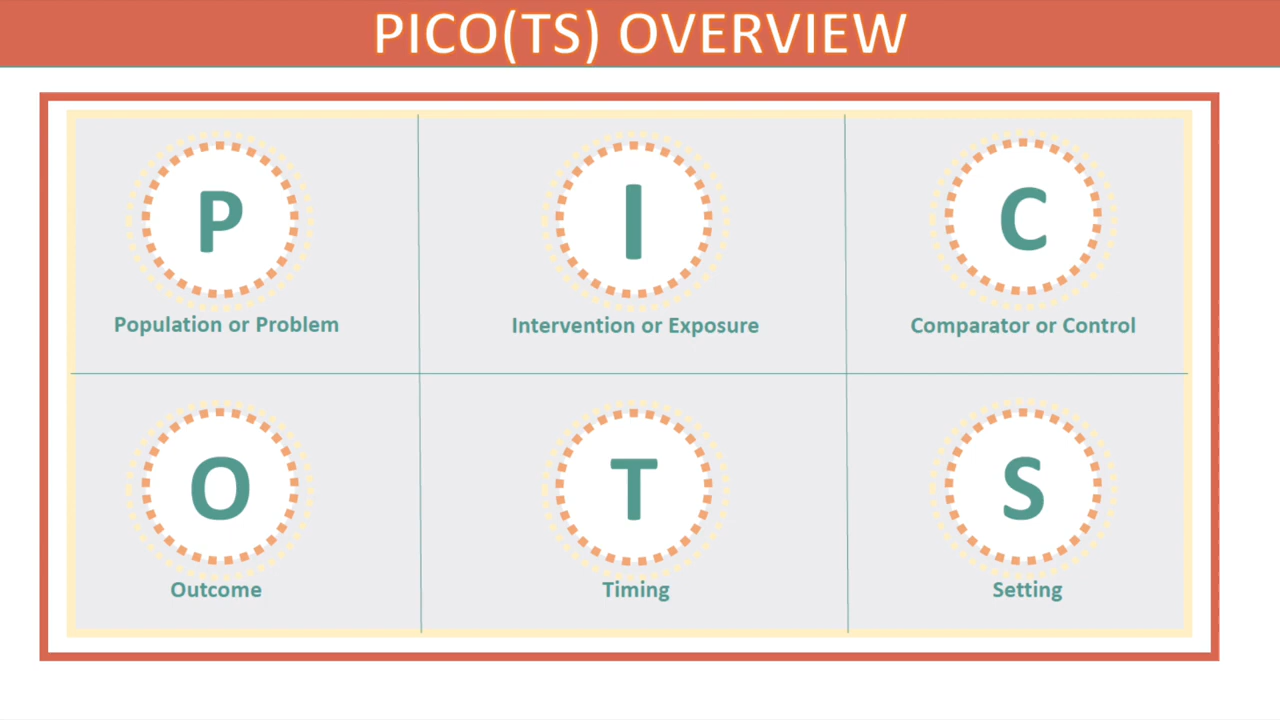 PICO(TS) OVERVIEW
P
Population or Problem
I
Intervention or Exposure
C
Comparator or Control
O
Outcome
T
Timing
S
Setting